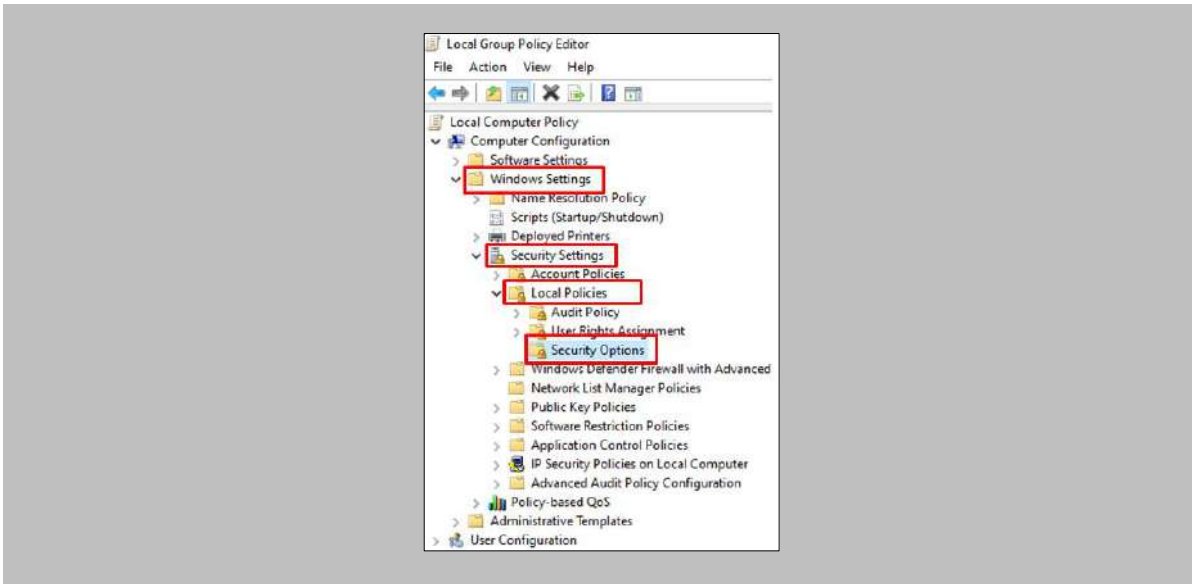 Local Group Policy Editor
File Action View Help
Local Computer Policy
Computer Configuration
Software Settings
Windows Settings
Name Resolution Policy
Scripts (Startup/Shutdown)
Deployed Printers
Security Settings
Account Policies
Local Policies
Audit Policy
User Rights Assignment
Security Options
Windows Defender Firewall with Advanced
Network List Manager Policies
Public Key Policies
Software Restriction Policies
Application Control Policies
IP Security Policies on Local Computer
Advanced Audit Policy Configuration
Policy-based QoS
Administrative Templates
User Configuration